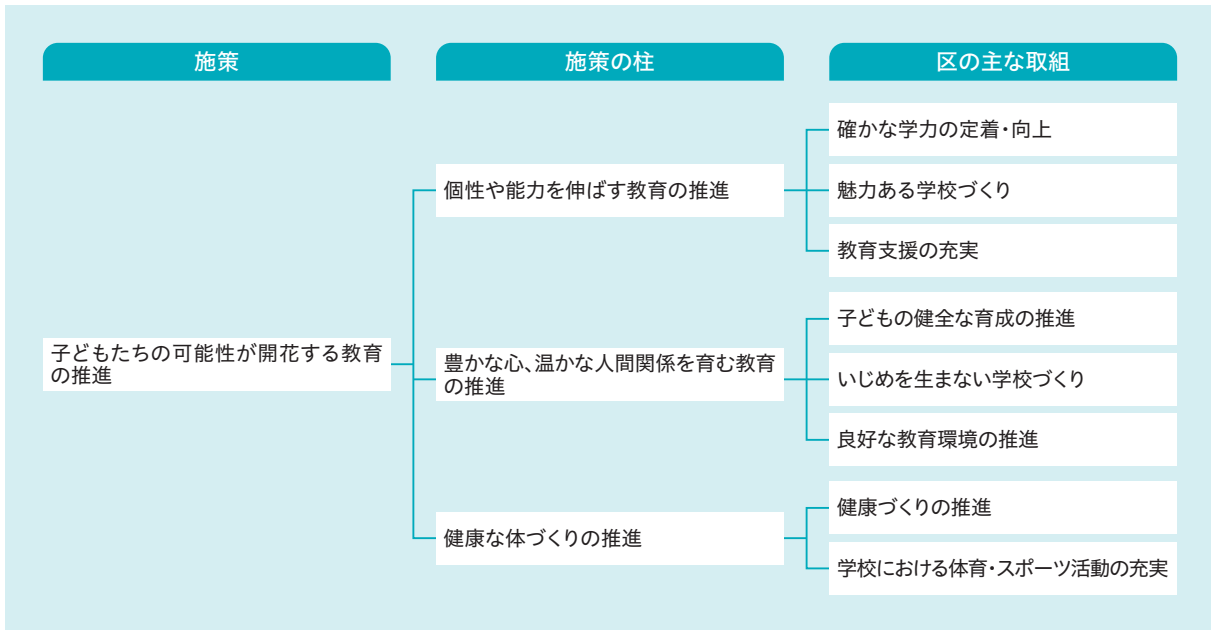 施策
施策の柱
区の主な取組
子どもたちの可能性が開花する教育
の推進
個性や能力を伸ばす教育の推進
確かな学力の定着・向上
魅力ある学校づくり
教育支援の充実
豊かな心、温かな人間関係を育む教育
の推進
子どもの健全な育成の推進
いじめを生まない学校づくり
良好な教育環境の推進
健康な体づくりの推進
健康づくりの推進
学校における体育・スポーツ活動の充実